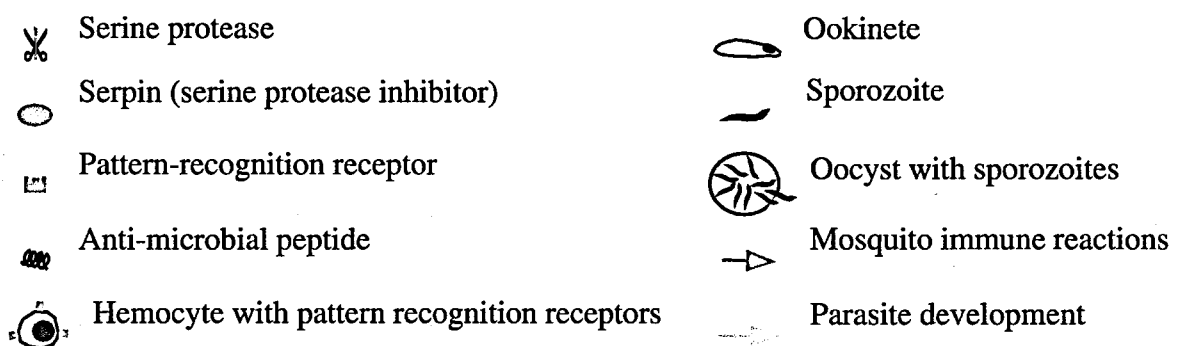 Serine protease
Serpin (serine protease inhibitor)
Pattern-recognition receptor
Anti-microbial peptide
Hemocyte with pattern recognition receptors
Ookinete
Sporozoite
Oocyst with sporozoites
Mosquito immune reactions
Parasite development